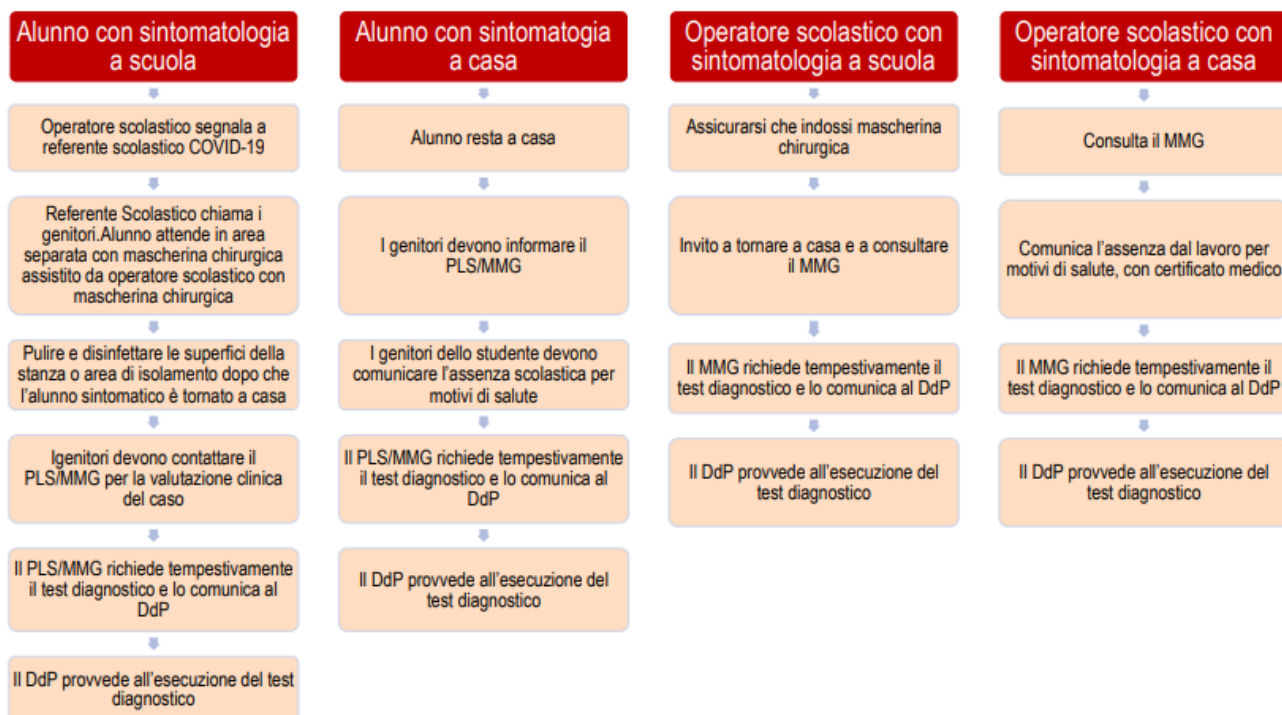 Alunno con sintomatologia
a scuola
Operatore scolastico segnala a
referente scolastico COVID-19
Referente Scolastico chiama i
genitori.Alunno attende in area
separata con mascherina chirurgica
assistito da operatore scolastico con
mascherina chirurgica
Pulire e disinfettare le superfici della
stanza o area di isolamento dopo che
l'alunno sintomatico è tornato a casa
Igenitori devono contattare il
PLS/MMG per la valutazione clinica
del caso
Il PLS/MMG richiede tempestivamente
il test diagnostico e lo comunica al
DdP
Il DdP provvede all'esecuzione del test
diagnostico
Alunno con sintomatogia
a casa
Alunno resta a casa
I genitori devono informare il
PLS/MMG
I genitori dello studente devono
comunicare l'assenza scolastica per
motivi di salute
Il PLS/MMG richiede tempestivamente
il test diagnostico e lo comunica al
DdP
Il DdP provvede all'esecuzione del
test diagnostico
Operatore scolastico con
sintomatologia a scuola
Assicurarsi che indossi mascherina
chirurgica
Invito a tornare a casa e a consultare
il MMG
Il MMG richiede tempestivamente il
test diagnostico e lo comunica al DdP
Il DdP provvede all'esecuzione del
test diagnostico
Operatore scolastico con
sintomatologia a casa
Consulta il MMG
Comunica l'assenza dal lavoro per
motivi di salute, con certificato medico
Il MMG richiede tempestivamente il
test diagnostico e lo comunica al DdP
Il DdP provvede all'esecuzione del
test diagnostico